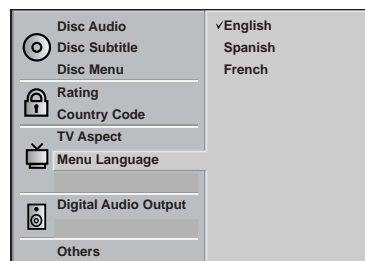 Disc Audio
Disc Subtitle
Disc Menu
Rating
Country Code
TV Aspect
Menu Language
Digital Audio Output
Others
✓English
Spanish
French